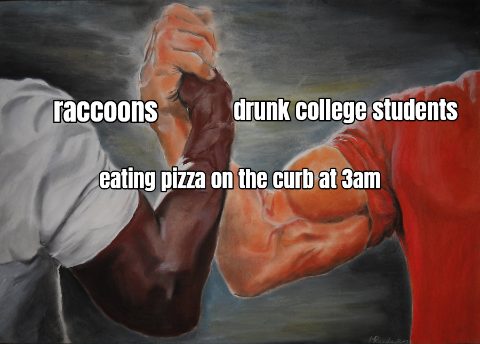 raccoons
drunk college students
eating pizza on the curb at 3am